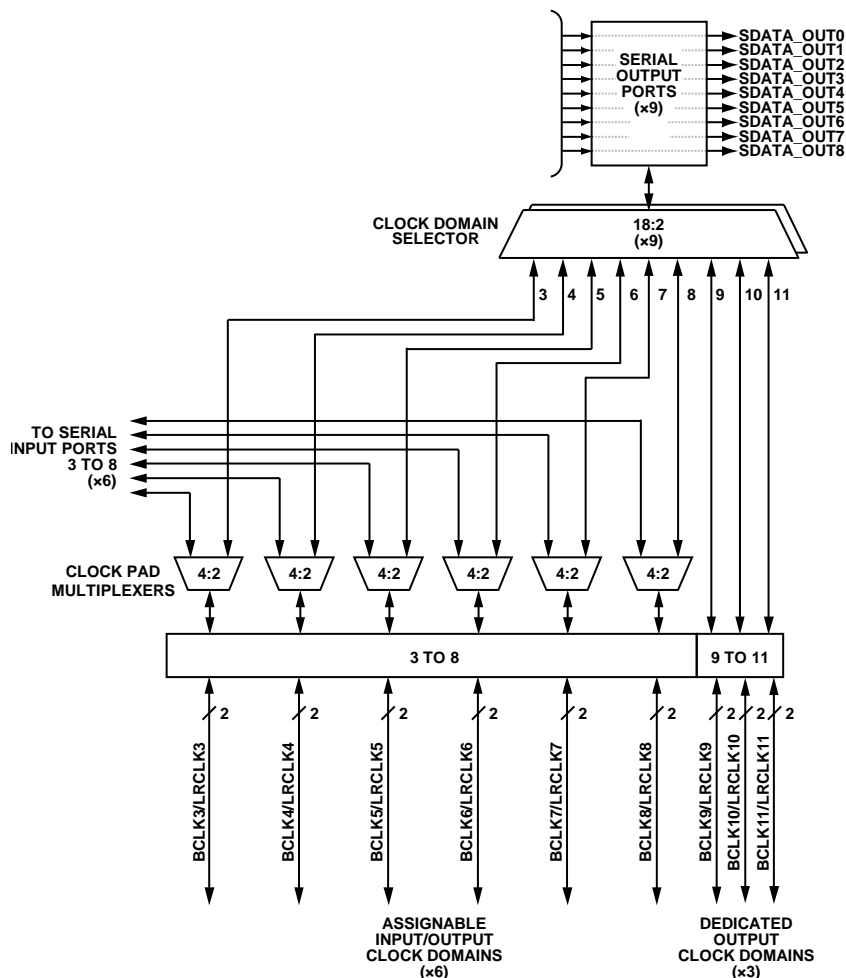 SERIAL
OUTPUT
PORTS
(×9)
SDATA_OUT0
SDATA_OUT1
SDATA_OUT2
SDATA_OUT3
SDATA_OUT4
SDATA_OUT5
SDATA_OUT6
SDATA_OUT7
SDATA_OUT8
CLOCK DOMAIN
SELECTOR
18:2
(×9)
3 4 5 6 7 8 9 10 11
TO SERIAL
INPUT PORTS
3 TO 8
(×6)
CLOCK PAD
MULTIPLEXERS
4:2 4:2 4:2 4:2 4:2 4:2
3 TO 8 9 TO 11
2 2 2 2 2 2 2 2 2
BCLK3/LRCLK3
BCLK4/LRCLK4
BCLK5/LRCLK5
BCLK6/LRCLK6
BCLK7/LRCLK7
BCLK8/LRCLK8
BCLK9/LRCLK9
BCLK10/LRCLK10
BCLK11/LRCLK11
ASSIGNABLE
INPUT/OUTPUT
CLOCK DOMAINS
(×6)
DEDICATED
OUTPUT
CLOCK DOMAINS
(×3)